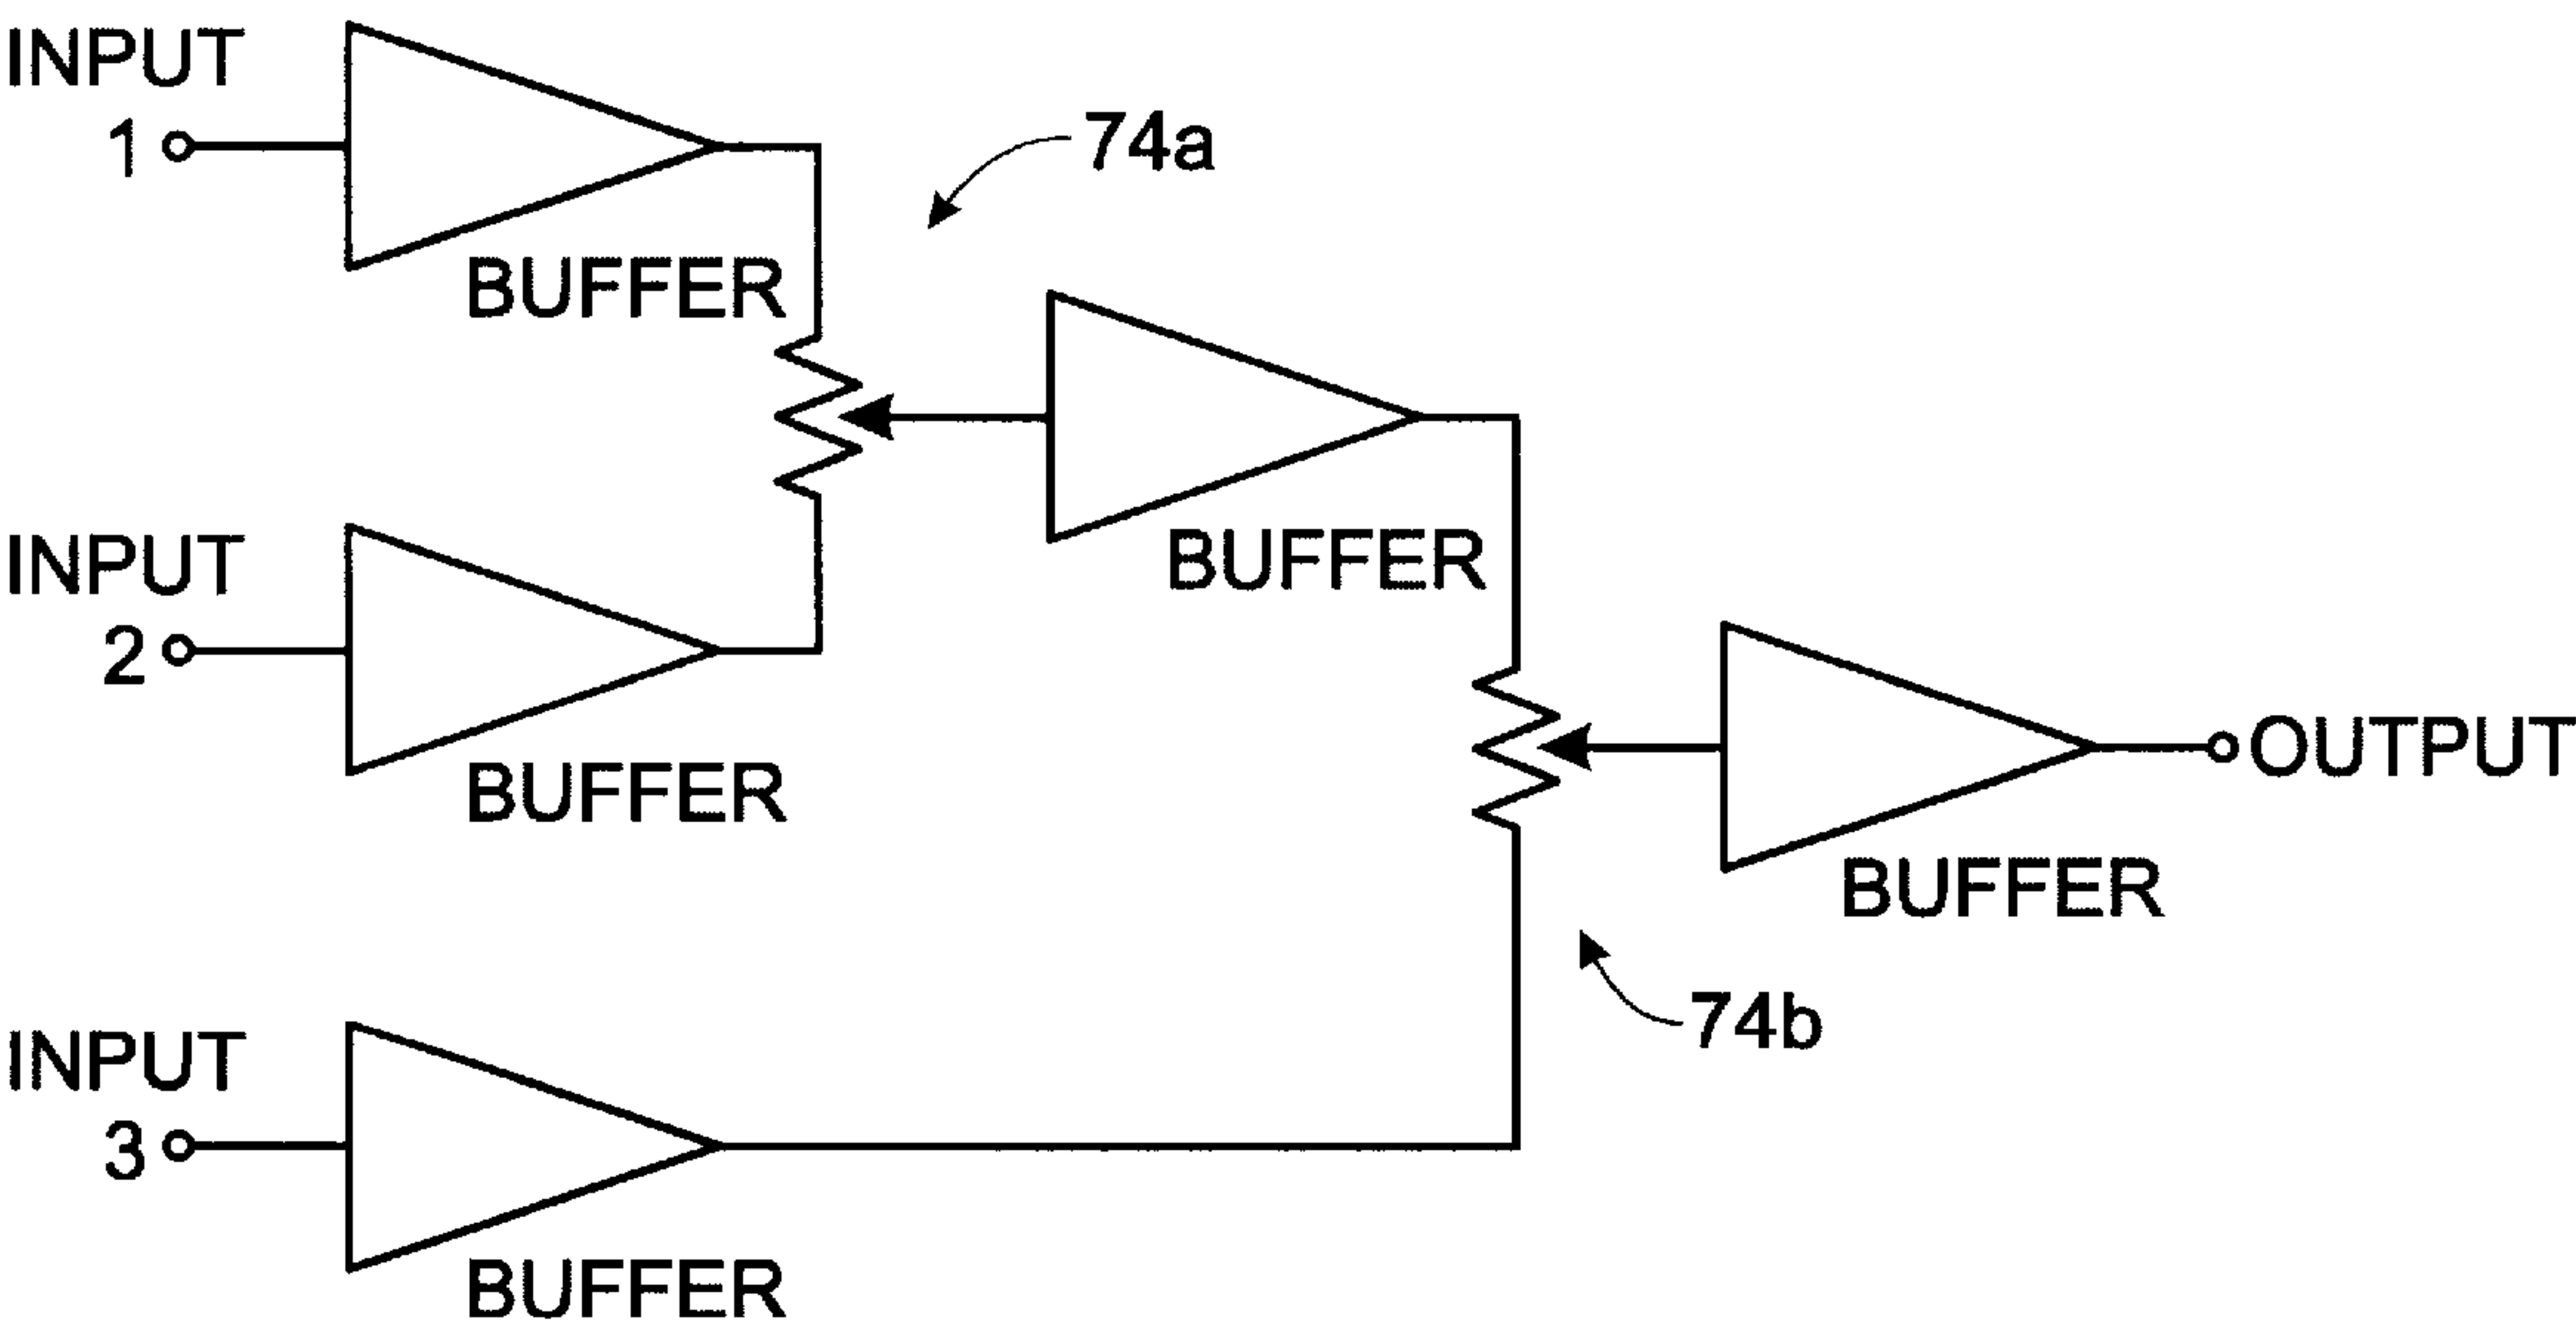 INPUT
1
BUFFER
74a
INPUT
2
BUFFER
BUFFER
OUTPUT
BUFFER
74b
INPUT
3
BUFFER